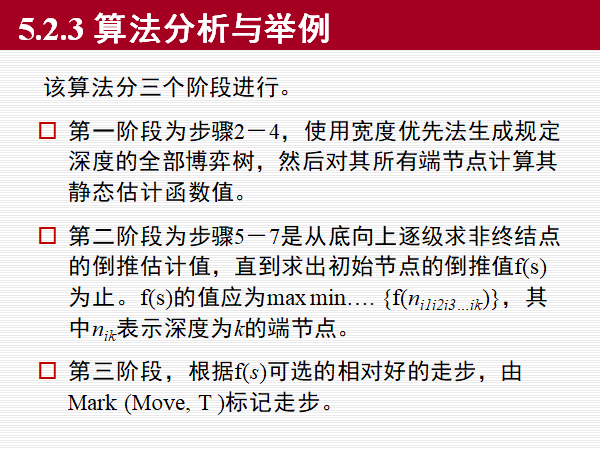 5.2.3 算法分析与举例
该算法分三个阶段进行。
第一阶段为步骤2－4，使用宽度优先法生成规定
深度的全部博弈树，然后对其所有端节点计算其
静态估计函数值。
第二阶段为步骤5－7是从底向上逐级求非终结点
的倒推估计值，直到求出初始节点的倒推值f(s)
为止。f(s)的值应为max min…. {f(ni1i2i3…ik)}，其
中nik表示深度为k的端节点。
第三阶段，根据f(s)可选的相对好的走步，由
Mark (Move, T )标记走步。